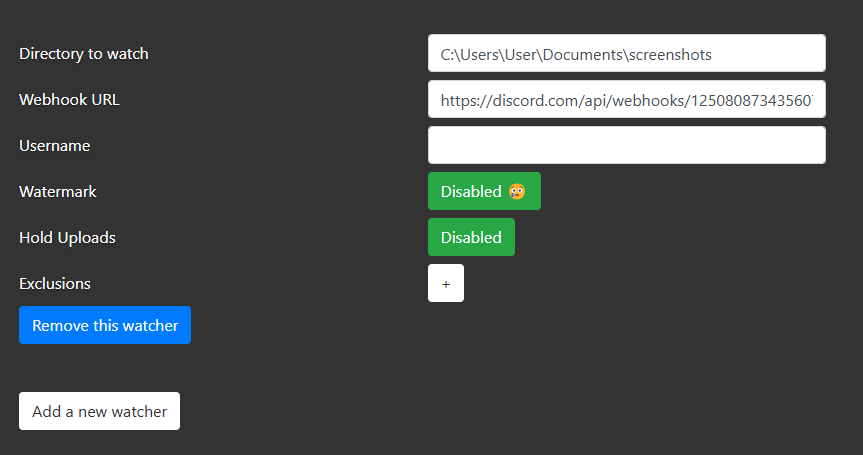 Directory to watch C:\Users\User\Documents\screenshots
Webhook URL https://discord.com/api/webhooks/125080873435607
Username
Watermark Disabled 😢
Hold Uploads Disabled
Exclusions +
Remove this watcher
Add a new watcher